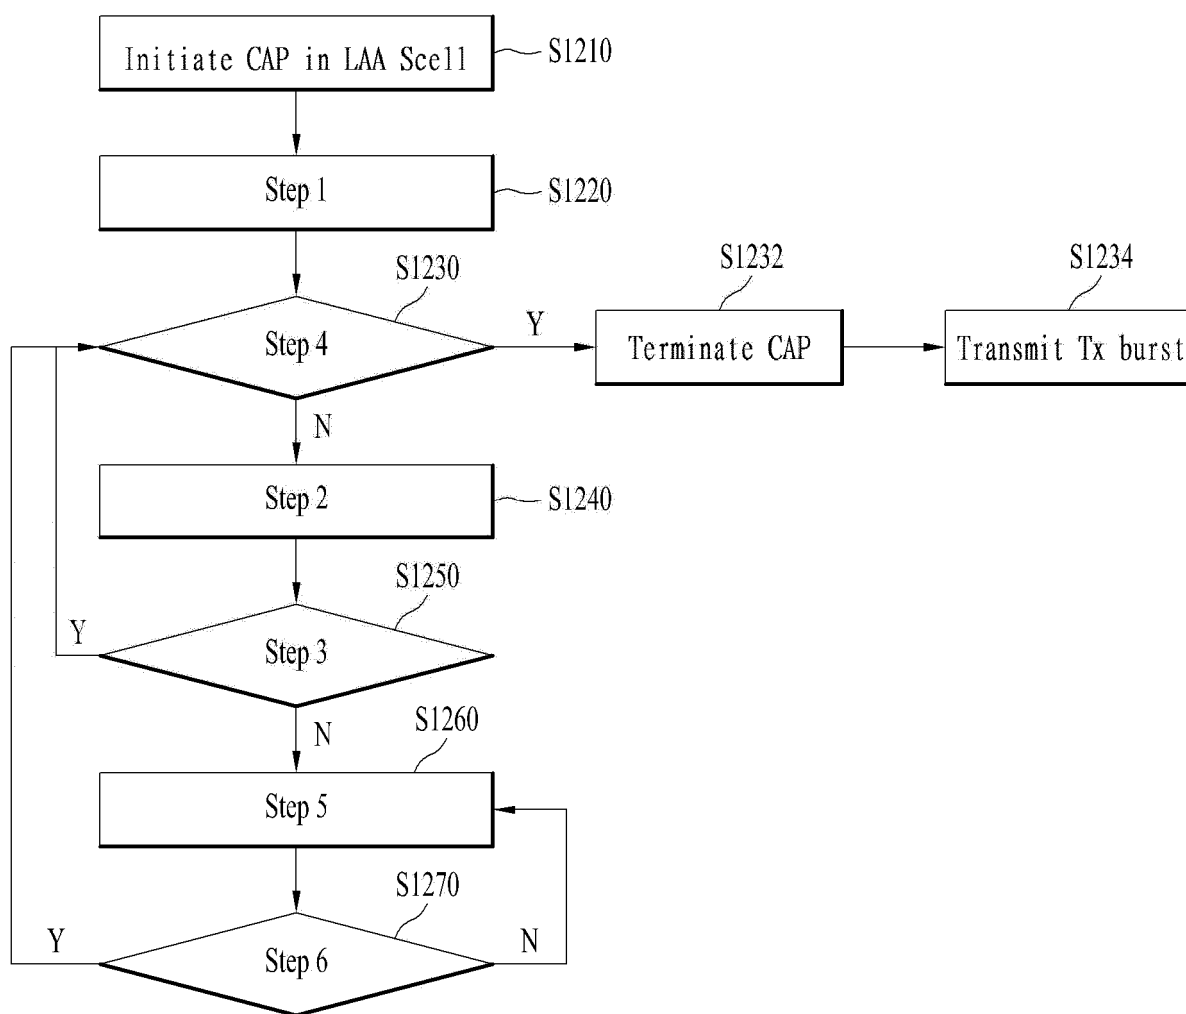 Initiate CAP in LAA Scell
S1210
Step 1
S1220
S1230
S1232
S1234
Step 4
Y
Terminate CAP
Transmit Tx burst
N
Step 2
S1240
S1250
Y
Step 3
N
S1260
Step 5
S1270
Y
Step 6
N